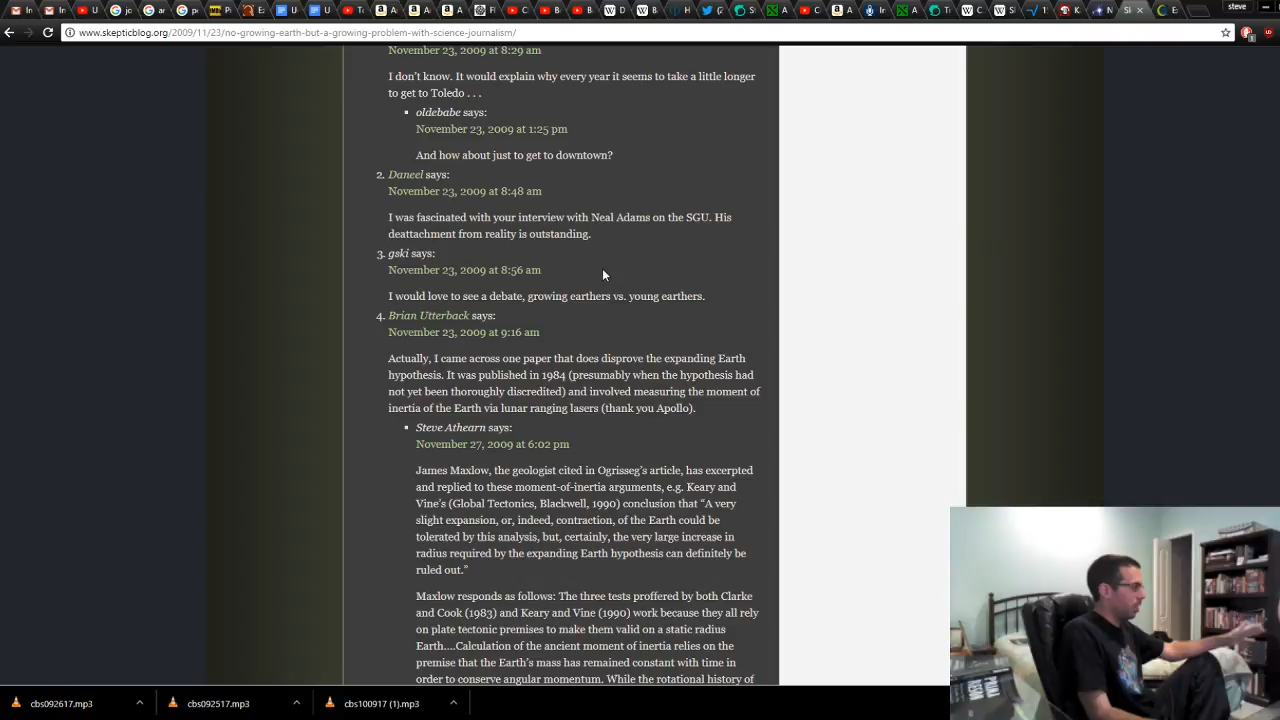 steve
www.skepticblog.org/2009/11/23/no-growing-earth-but-a-growing-problem-with-science-journalism/
November 23, 2009 at 8:29 am
I don't know. It would explain why every year it seems to take a little longer
to get to Toledo . . .
oldebabe says:
November 23, 2009 at 1:25 pm
And how about just to get to downtown?
2. Daneel says:
November 23, 2009 at 8:48 am
I was fascinated with your interview with Neal Adams on the SGU. His
deattachment from reality is outstanding.
3. gski says:
November 23, 2009 at 8:56 am
I would love to see a debate, growing earthers vs. young earthers.
4. Brian Utterback says:
November 23, 2009 at 9:16 am
Actually, I came across one paper that does disprove the expanding Earth
hypothesis. It was published in 1984 (presumably when the hypothesis had
not yet been thoroughly discredited) and involved measuring the moment of
inertia of the Earth via lunar ranging lasers (thank you Apollo).
Steve Athearn says:
November 27, 2009 at 6:02 pm
James Maxlow, the geologist cited in Ogrisseg's article, has excerpted
and replied to these moment-of-inertia arguments, e.g. Keary and
Vine's (Global Tectonics, Blackwell, 1990) conclusion that "A very
slight expansion, or, indeed, contraction, of the Earth could be
tolerated by this analysis, but, certainly, the very large increase in
radius required by the expanding Earth hypothesis can definitely be
ruled out."
Maxlow responds as follows: The three tests proffered by both Clarke
and Cook (1983) and Keary and Vine (1990) work because they all rely
on plate tectonic premises to make them valid on a static radius
Earth....Calculation of the ancient moment of inertia relies on the
premise that the Earth's mass has remained constant with time in
order to conserve angular momentum. While the rotational history of
cbs092617.mp3
cbs092517.mp3
cbs100917 (1).mp3